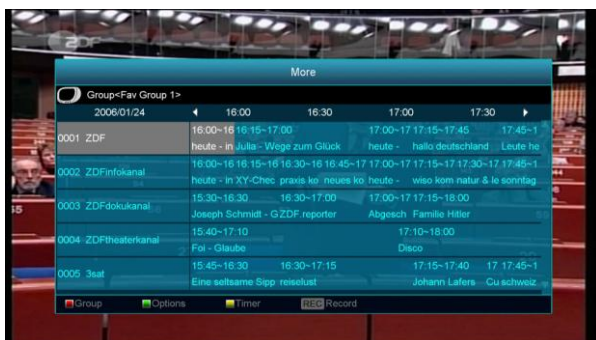 ZDF
More
Group<Fav Group 1>
2006/01/24 16:00 16:30 17:00 17:30
0001 ZDF
16:00~16 16:15~17:00 17:00~17 17:15~17:45 17:45~1
heute - in Julia - Wege zum Glück heute - hallo deutschland Leute he
0002 ZDFinfokanal
16:00~16 16:15~16 16:30~16 16:45~17 17:00~17 17:15~17 17:30~17 17:45~1
heute - in XY-Chec praxis ko neues ko heute - wiso kom natur & le sonntag
0003 ZDFdokukanal
15:30~16:30 16:30~17:00 17:00~17 17:15~18:00
Joseph Schmidt - G ZDF.reporter Abgesch Familie Hitler
0004 ZDFtheaterkanal
15:40~17:10 17:10~18:00
Foi - Glaube Disco
0005 3sat
15:45~16:30 16:30~17:15 17:15~17:40 17 17:45~1
Eine seltsame Sipp reiselust Johann Lafers Cu schweiz
Group Options Timer REC Record